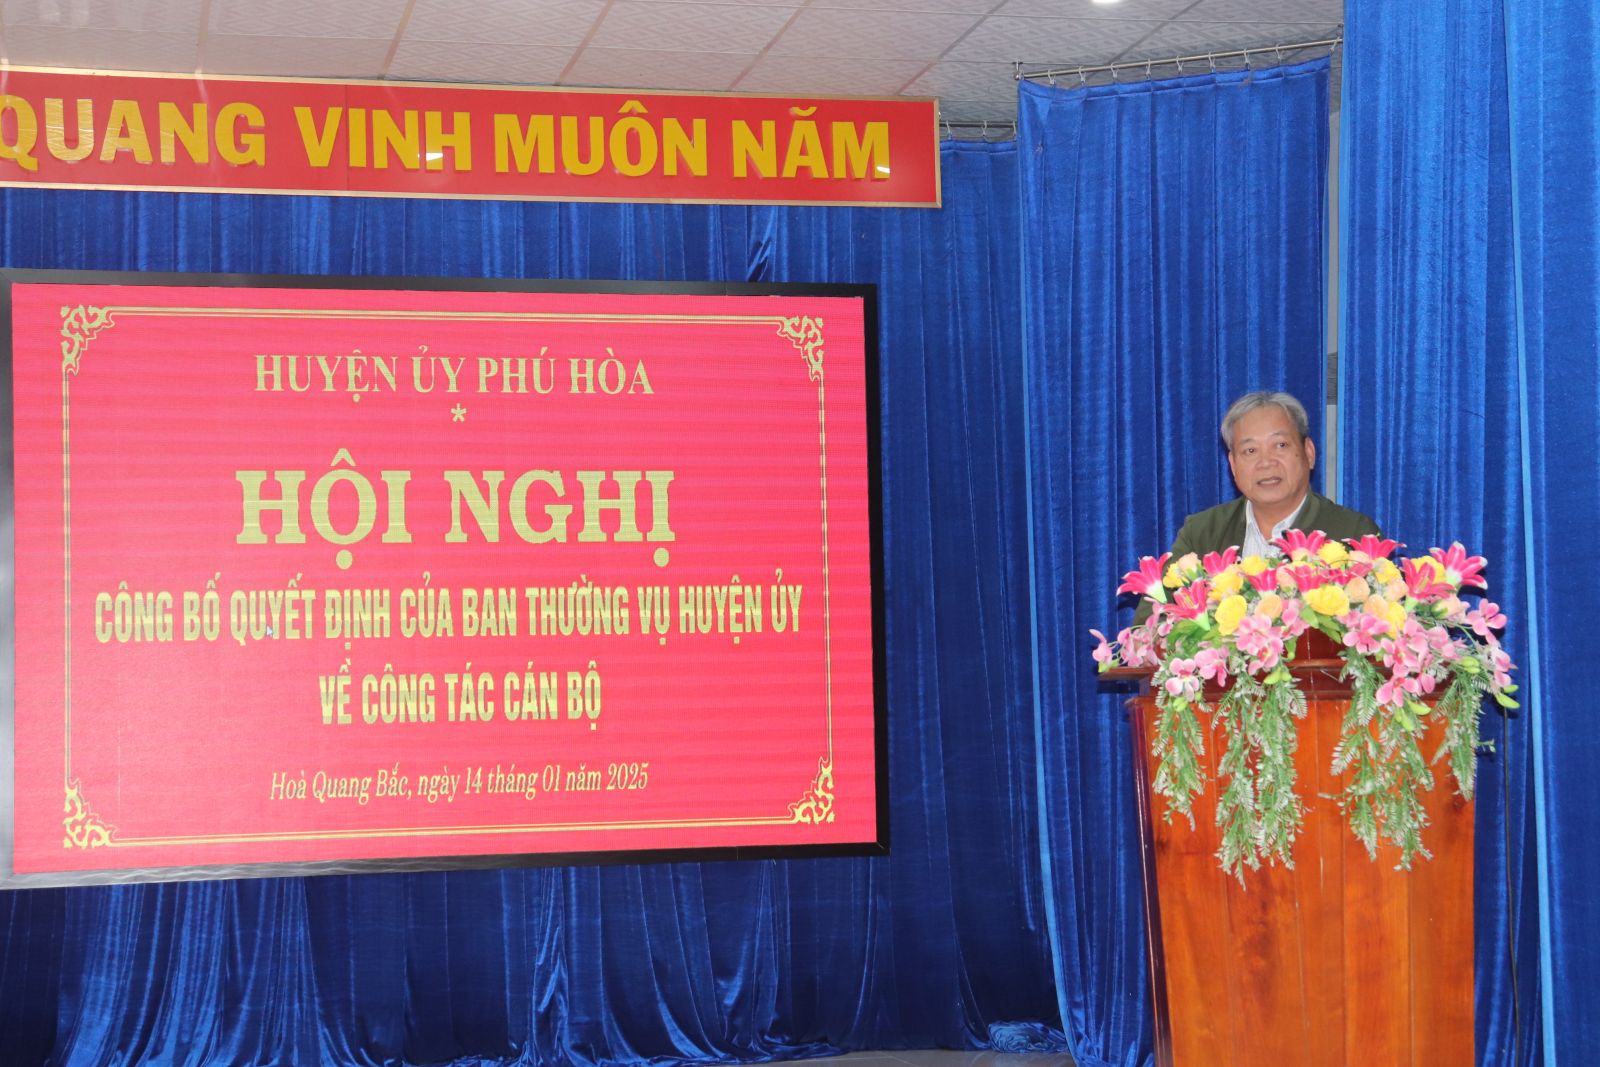 QUANG VINH MUÔN NĂM
HUYỆN ỦY PHÚ HÒA
*
HỘI NGHỊ
CÔNG BỐ QUYẾT ĐỊNH CỦA BAN THƯỜNG VỤ HUYỆN ỦY
VỀ CÔNG TÁC CÁN BỘ
Hoà Quang Bắc, ngày 14 tháng 01 năm 2025